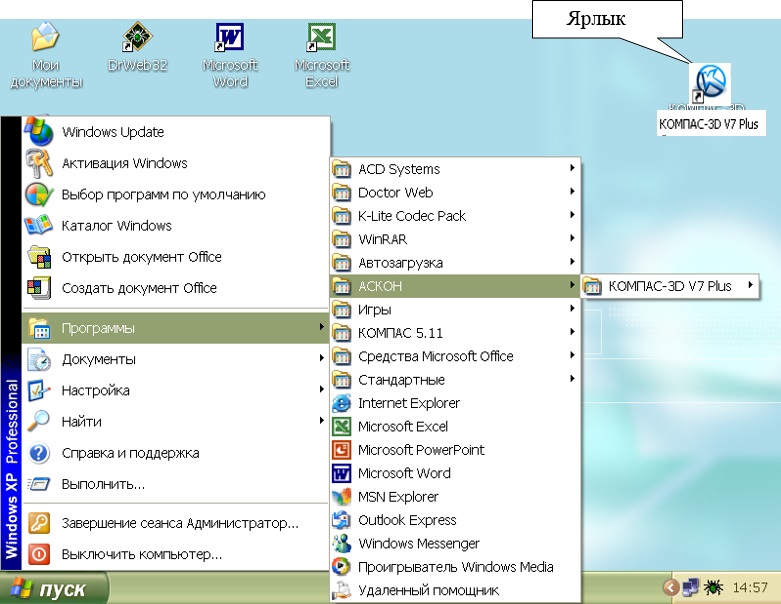 Ярлык
Мои
документы
DrWeb32
Microsoft
Word
Microsoft
Excel
КОМПАС-3D
КОМПАС-3D V7 Plus
Windows Update
Активация Windows
Выбор программ по умолчанию
Каталог Windows
Открыть документ Office
Создать документ Office
Программы
Документы
Настройка
Найти
Справка и поддержка
Выполнить...
Завершение сеанса Администратор...
Выключить компьютер...
Windows XP Professional
ACD Systems
Doctor Web
K-Lite Codec Pack
WinRAR
Автозагрузка
АСКОН
Игры
КОМПАС 5.11
Средства Microsoft Office
Стандартные
Internet Explorer
Microsoft Excel
Microsoft PowerPoint
Microsoft Word
MSN Explorer
Outlook Express
Windows Messenger
Проигрыватель Windows Media
Удаленный помощник
КОМПАС-3D V7 Plus
пуск
14:57